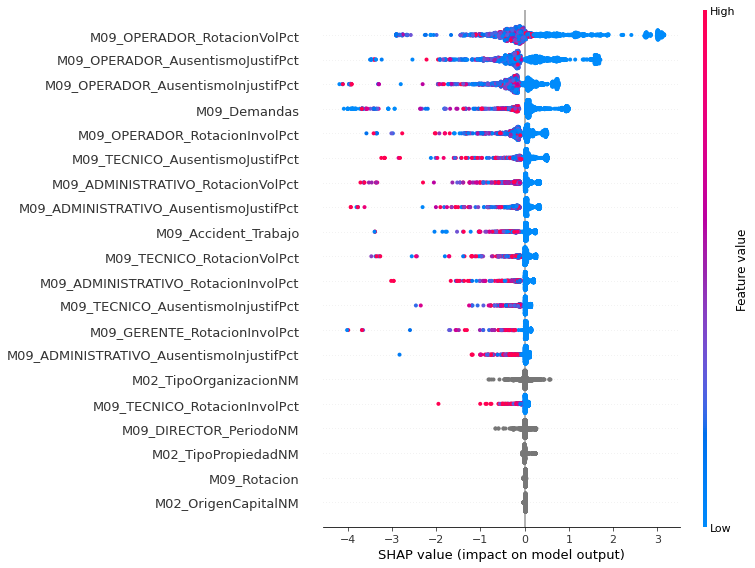 High
M09_OPERADOR_RotacionVolPct
M09_OPERADOR_AusentismoJustifPct
M09_OPERADOR_AusentismoInjustifPct
M09_Demandas
M09_OPERADOR_RotacionInvolPct
M09_TECNICO_AusentismoJustifPct
M09_ADMINISTRATIVO_RotacionVolPct
M09_ADMINISTRATIVO_AusentismoJustifPct
M09_Accident_Trabajo
M09_TECNICO_RotacionVolPct
M09_ADMINISTRATIVO_RotacionInvolPct
M09_TECNICO_AusentismoInjustifPct
M09_GERENTE_RotacionInvolPct
M09_ADMINISTRATIVO_AusentismoInjustifPct
M02_TipoOrganizacionNM
M09_TECNICO_RotacionInvolPct
M09_DIRECTOR_PeriodoNM
M02_TipoPropiedadNM
M09_Rotacion
M02_OrigenCapitalNM
Feature value
Low
−4 −3 −2 −1 0 1 2 3
SHAP value (impact on model output)